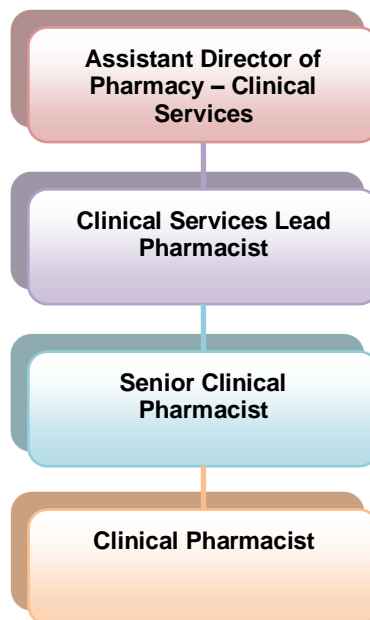 Assistant Director of
Pharmacy – Clinical
Services
Clinical Services Lead
Pharmacist
Senior Clinical
Pharmacist
Clinical Pharmacist